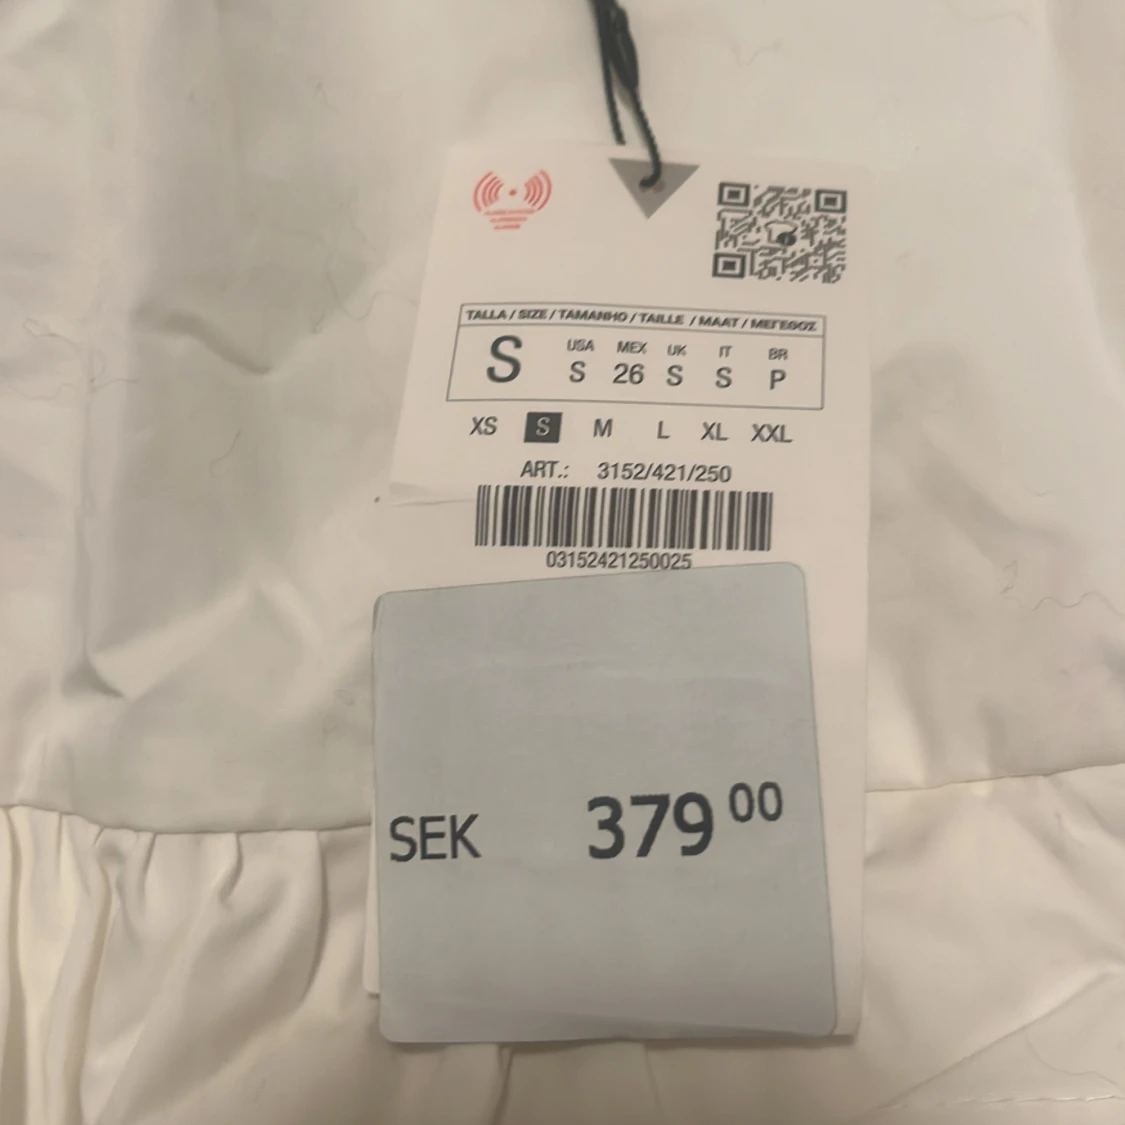 TALLA / SIZE / TAMANHO / TAILLE / MAAT / ΜΕΓΕΘΟΣ
USA MEX UK IT BR
S S 26 S S P
XS S M L XL XXL
ART.: 3152/421/250
03152421250025
SEK 379 00